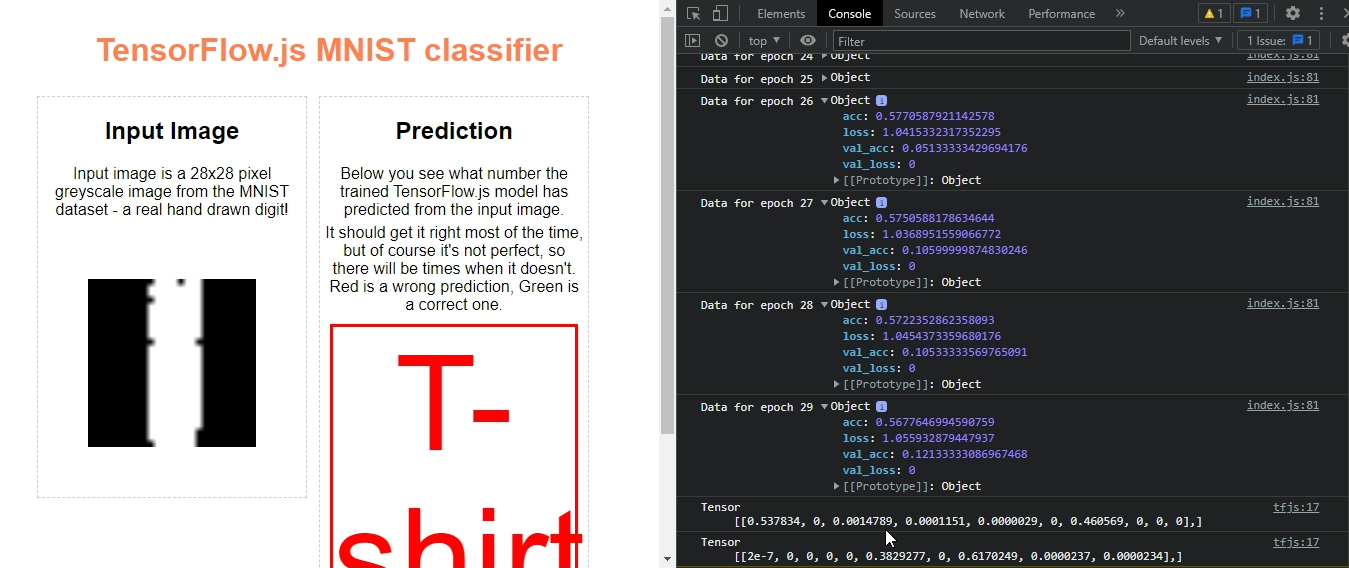 TensorFlow.js MNIST classifier
Input Image
Input image is a 28x28 pixel
greyscale image from the MNIST
dataset - a real hand drawn digit!
Prediction
Below you see what number the
trained TensorFlow.js model has
predicted from the input image.
It should get it right most of the time,
but of course it's not perfect, so
there will be times when it doesn't.
Red is a wrong prediction, Green is
a correct one.
T-
shirt
Elements Console Sources Network Performance » 1 1
top Filter Default levels 1 Issue: 1
Data for epoch 24 Object index.js:81
Data for epoch 25 Object index.js:81
Data for epoch 26 Object i index.js:81
acc: 0.5770587921142578
loss: 1.0415332317352295
val_acc: 0.05133333429694176
val_loss: 0
[[Prototype]]: Object
Data for epoch 27 Object i index.js:81
acc: 0.5750588178634644
loss: 1.0368951559066772
val_acc: 0.10599999874830246
val_loss: 0
[[Prototype]]: Object
Data for epoch 28 Object i index.js:81
acc: 0.5722352862358093
loss: 1.0454373359680176
val_acc: 0.10533333569765091
val_loss: 0
[[Prototype]]: Object
Data for epoch 29 Object i index.js:81
acc: 0.5677646994590759
loss: 1.055932879447937
val_acc: 0.12133333086967468
val_loss: 0
[[Prototype]]: Object
Tensor tfjs:17
[[0.537834, 0, 0.0014789, 0.0001151, 0.0000029, 0, 0.460569, 0, 0, 0],]
Tensor tfjs:17
[[2e-7, 0, 0, 0, 0, 0.3829277, 0, 0.6170249, 0.0000237, 0.0000234],]